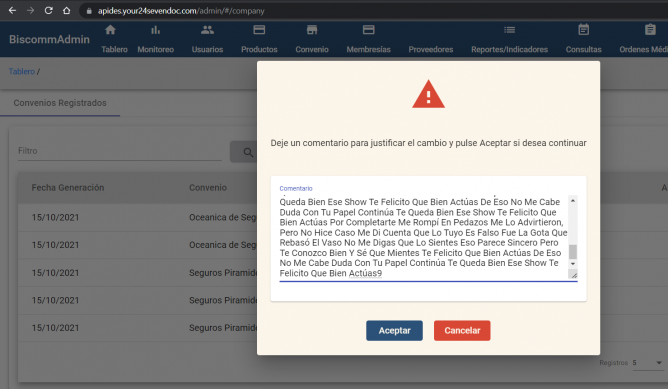 apides.your24sevendoc.com/admin/#/company
BiscommAdmin
Tablero
Monitoreo
Usuarios
Productos
Convenio
Membresías
Proveedores
Reportes/Indicadores
Consultas
Ordenes Médi
Tablero /
Convenios Registrados
Filtro
Fecha Generación
Convenio
A
15/10/2021
Oceanica de Seg
15/10/2021
Oceanica de Seg
15/10/2021
Seguros Piramide
15/10/2021
Seguros Piramide
15/10/2021
Seguros Piramide
Registros 5
Deje un comentario para justificar el cambio y pulse Aceptar si desea continuar
Comentario
Queda Bien Ese Show Te Felicito Que Bien Actúas De Eso No Me Cabe
Duda Con Tu Papel Continúa Te Queda Bien Ese Show Te Felicito Que
Bien Actúas Por Completarte Me Rompí En Pedazos Me Lo Advirtieron,
Pero No Hice Caso Me Di Cuenta Que Lo Tuyo Es Falso Fue La Gota Que
Rebasó El Vaso No Me Digas Que Lo Sientes Eso Parece Sincero Pero
Te Conozco Bien Y Sé Que Mientes Te Felicito Que Bien Actúas De Eso
No Me Cabe Duda Con Tu Papel Continúa Te Queda Bien Ese Show Te
Felicito Que Bien Actúas9
Aceptar
Cancelar